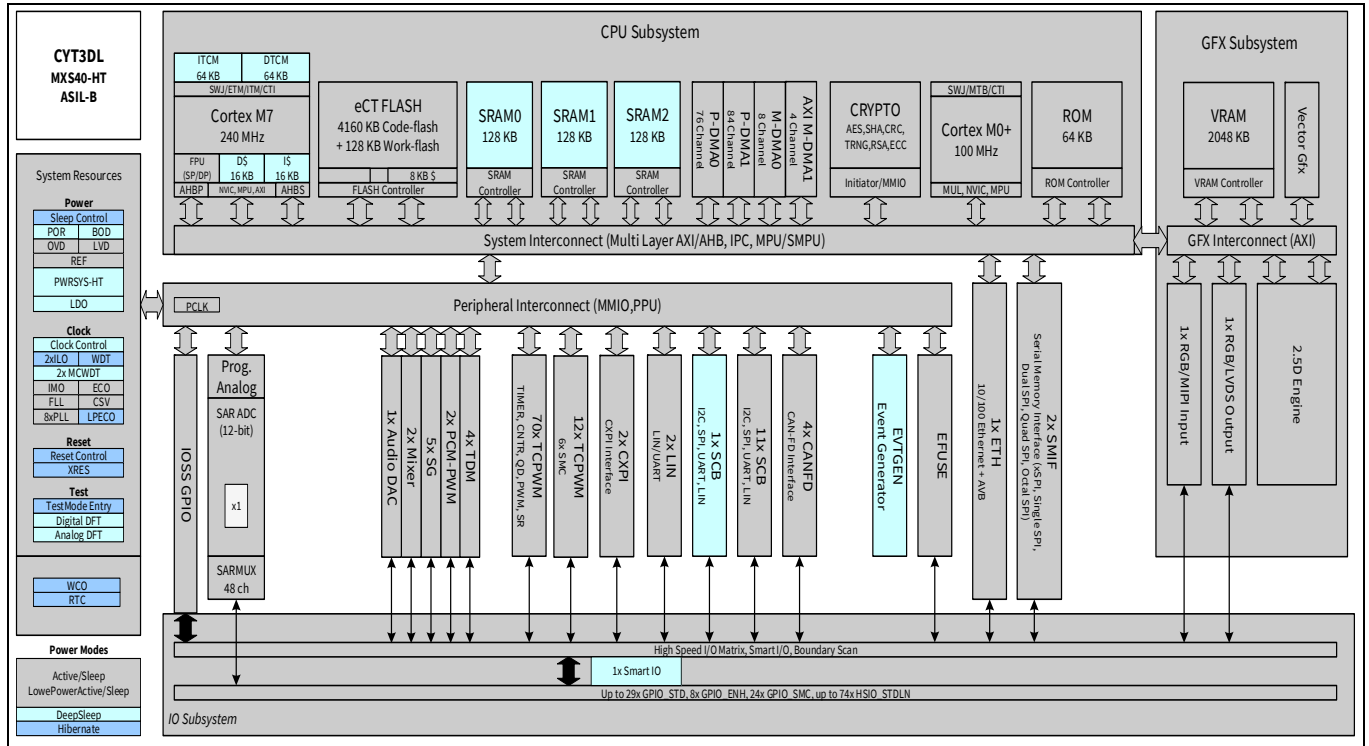 CYT3DL
MXS40-HT
ASIL-B
System Resources
Power
Sleep Control
POR
BOD
OVD
LVD
REF
PWRSYS-HT
LDO
Clock
Clock Control
2xILO
WDT
2x MCWDT
IMO
ECO
FLL
CSV
8xPLL
LPECO
Reset
Reset Control
XRES
Test
TestMode Entry
Digital DFT
Analog DFT
WCO
RTC
Power Modes
Active/Sleep
LowePowerActive/Sleep
DeepSleep
Hibernate
CPU Subsystem
ITCM
64 KB
DTCM
64 KB
SWJ/ETM/ITM/CTI
Cortex M7
240 MHz
FPU
(SP/DP)
D$
16 KB
I$
16 KB
AHBP
NVIC, MPU, AXI
AHBS
eCT FLASH
4160 KB Code-flash
+ 128 KB Work-flash
8 KB $
FLASH Controller
SRAM0
128 KB
SRAM
Controller
SRAM1
128 KB
SRAM
Controller
SRAM2
128 KB
SRAM
Controller
P-DMA0
76 Channel
P-DMA1
84 Channel
M-DMA0
8 Channel
AXI M-DMA1
4 Channel
CRYPTO
AES,SHA,CRC,
TRNG,RSA,ECC
Initiator/MMIO
SWJ/MTB/CTI
Cortex M0+
100 MHz
MUL, NVIC, MPU
ROM
64 KB
ROM Controller
System Interconnect (Multi Layer AXI/AHB, IPC, MPU/SMPU)
GFX Subsystem
VRAM
2048 KB
VRAM Controller
Vector Gfx
GFX Interconnect (AXI)
1x RGB/MIPI Input
1x RGB/LVDS Output
2.5D Engine
PCLK
Peripheral Interconnect (MMIO,PPU)
IOSS GPIO
Prog.
Analog
SAR ADC
(12-bit)
x1
SARMUX
48 ch
1x Audio DAC
2x Mixer
5x SG
2x PCM-PWM
4x TDM
70x TCPWM
TIMER, CNTR, QD, PWM, SR
12x TCPWM
6x SMC
2x CXPI
CXPI Interface
2x LIN
LIN/UART
1x SCB
I2C, SPI, UART, LIN
11x SCB
I2C, SPI, UART, LIN
4x CANFD
CAN-FD Interface
EVTGEN
Event Generator
EFUSE
1x ETH
10/100 Ethernet + AVB
2x SMIF
Serial Memory Interface (xSPI, Single SPI,
Dual SPI, Quad SPI, Octal SPI)
High Speed I/O Matrix, Smart I/O, Boundary Scan
1x Smart IO
Up to 29x GPIO_STD, 8x GPIO_ENH, 24x GPIO_SMC, up to 74x HSIO_STDLN
IO Subsystem